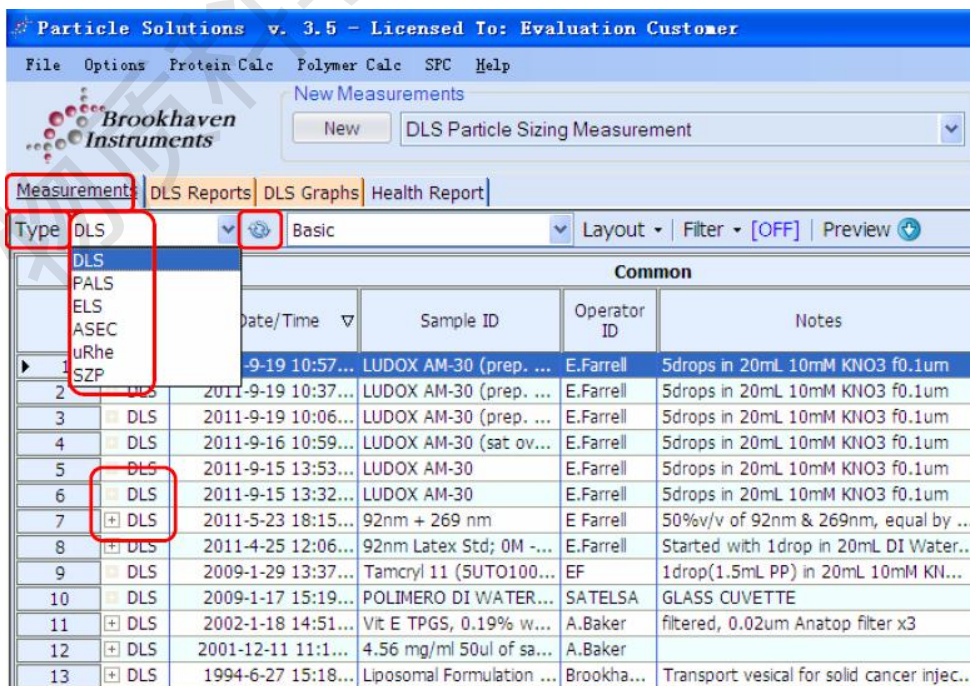 Particle Solutions v. 3.5 - Licensed To: Evaluation Customer
File Options Protein Calc Polymer Calc SPC Help
Brookhaven Instruments
New Measurements
New DLS Particle Sizing Measurement
Measurements DLS Reports DLS Graphs Health Report
Type DLS Basic Layout Filter [OFF] Preview
DLS
PALS
ELS
ASEC
uRhe
SZP
Common
Date/Time Sample ID Operator ID Notes
1 -9-19 10:57... LUDOX AM-30 (prep. ... E.Farrell 5drops in 20mL 10mM KNO3 f0.1um
2 DLS 2011-9-19 10:37... LUDOX AM-30 (prep. ... E.Farrell 5drops in 20mL 10mM KNO3 f0.1um
3 DLS 2011-9-19 10:06... LUDOX AM-30 (prep. ... E.Farrell 5drops in 20mL 10mM KNO3 f0.1um
4 DLS 2011-9-16 10:59... LUDOX AM-30 (sat ov... E.Farrell 5drops in 20mL 10mM KNO3 f0.1um
5 DLS 2011-9-15 13:53... LUDOX AM-30 E.Farrell 5drops in 20mL 10mM KNO3 f0.1um
6 DLS 2011-9-15 13:32... LUDOX AM-30 E.Farrell 5drops in 20mL 10mM KNO3 f0.1um
7 DLS 2011-5-23 18:15... 92nm + 269 nm E Farrell 50%v/v of 92nm & 269nm, equal by ...
8 DLS 2011-4-25 12:06... 92nm Latex Std; 0M -... E.Farrell Started with 1drop in 20mL DI Water...
9 DLS 2009-1-29 13:37... Tamcryl 11 (5UTO100... EF 1drop(1.5mL PP) in 20mL 10mM KN...
10 DLS 2009-1-17 15:19... POLIMERO DI WATER... SATELSA GLASS CUVETTE
11 DLS 2002-1-18 14:51... Vit E TPGS, 0.19% w... A.Baker filtered, 0.02um Anatop filter x3
12 DLS 2001-12-11 11:1... 4.56 mg/ml 50ul of sa... A.Baker
13 DLS 1994-6-27 15:18... Liposomal Formulation ... Brookha... Transport vesical for solid cancer injec...